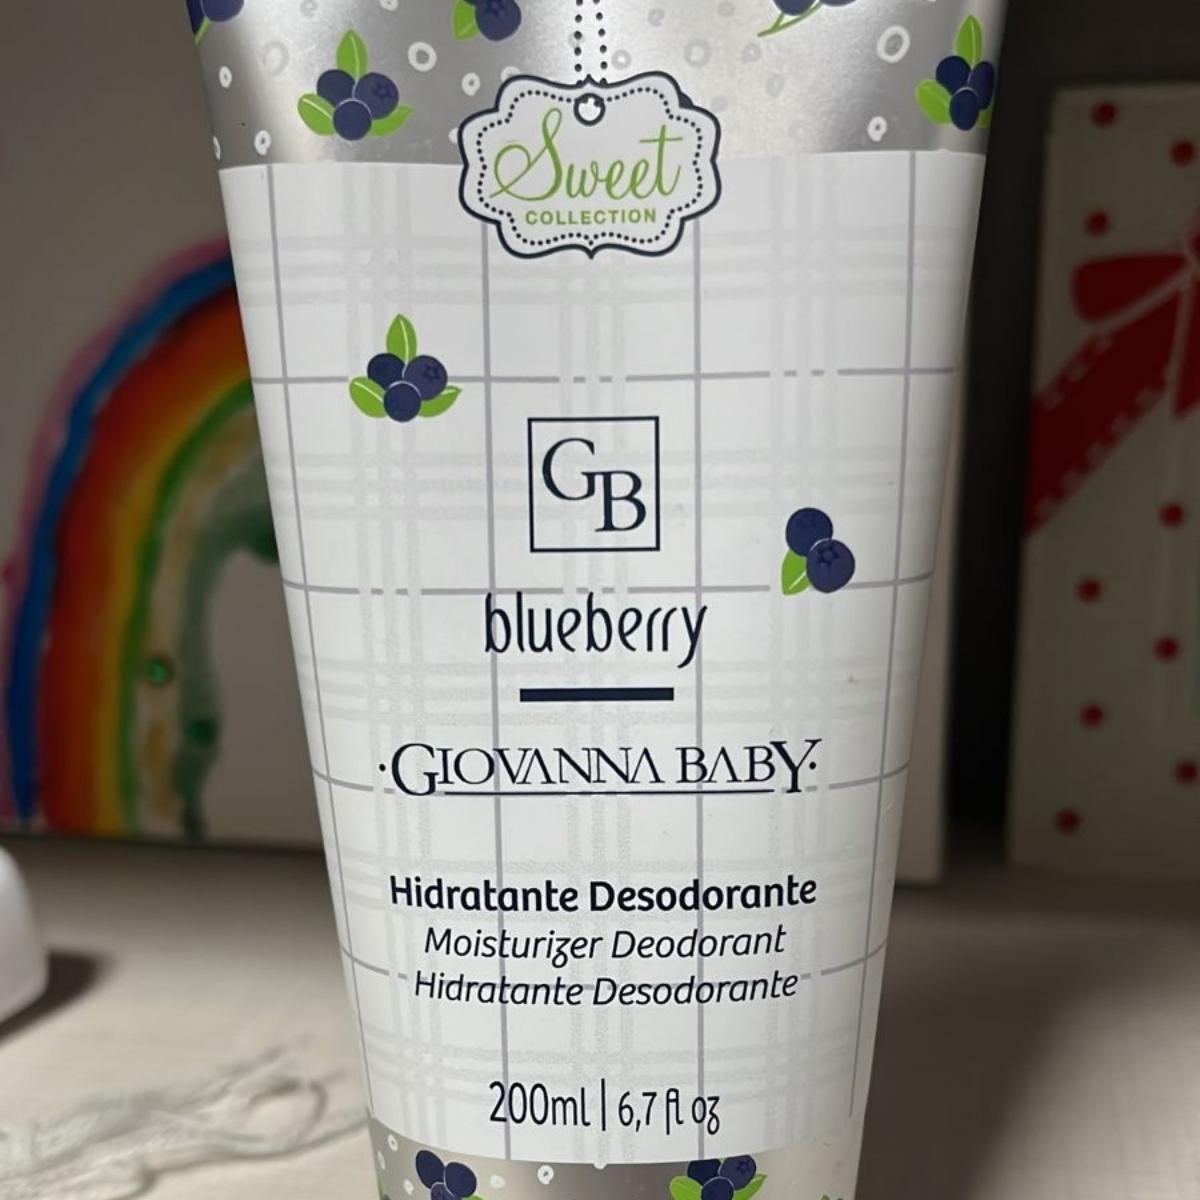 Sweet
COLLECTION
GB
blueberry
·GIOVANNA BABY·
Hidratante Desodorante
Moisturizer Deodorant
Hidratante Desodorante
200ml | 6,7 fl oz